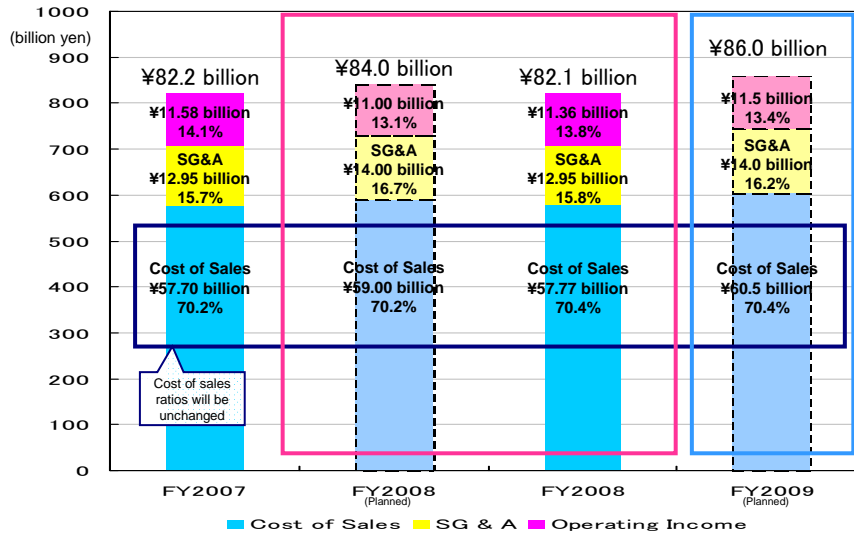 1000
(billion yen)
900
800
700
600
500
400
300
200
100
0
¥82.2 billion
¥11.58 billion
14.1%
SG&A
¥12.95 billion
15.7%
Cost of Sales
¥57.70 billion
70.2%
Cost of sales
ratios will be
unchanged
¥84.0 billion
¥11.00 billion
13.1%
SG&A
¥14.00 billion
16.7%
Cost of Sales
¥59.00 billion
70.2%
¥82.1 billion
¥11.36 billion
13.8%
SG&A
¥12.95 billion
15.8%
Cost of Sales
¥57.77 billion
70.4%
¥86.0 billion
¥11.5 billion
13.4%
SG&A
¥14.0 billion
16.2%
Cost of Sales
¥60.5 billion
70.4%
FY2007
FY2008
(Planned)
FY2008
FY2009
(Planned)
Cost of Sales
SG & A
Operating Income